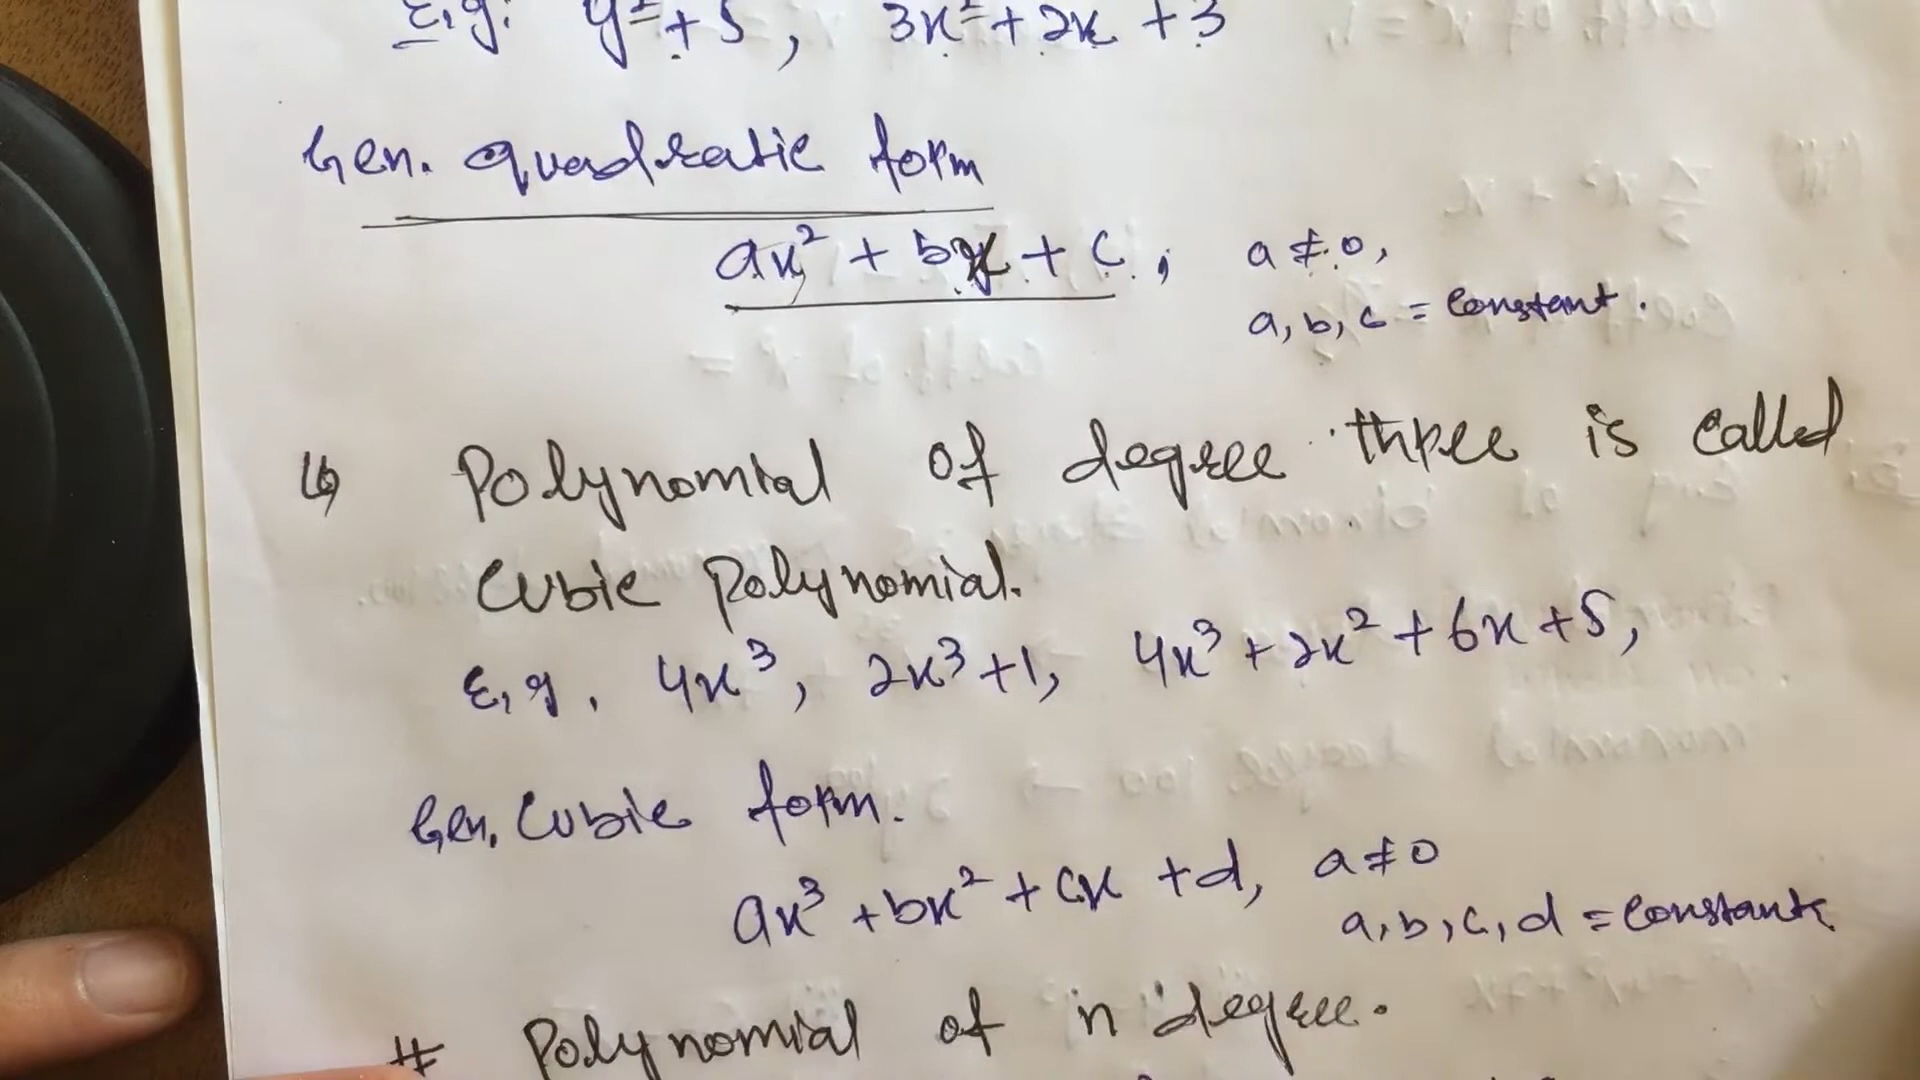 E.g. y² + 5, 3x² + 2x + 3
Gen. quadratic form
ax² + bx + c, a ≠ 0,
a, b, c = constant.
Polynomial of degree three is called
Cubic polynomial.
E.g. 4x³, 2x³+1, 4x³ + 2x² + 6x + 5,
Gen. Cubic form.
ax³ + bx² + cx + d, a ≠ 0
a, b, c, d = constants
# Polynomial of n degree.